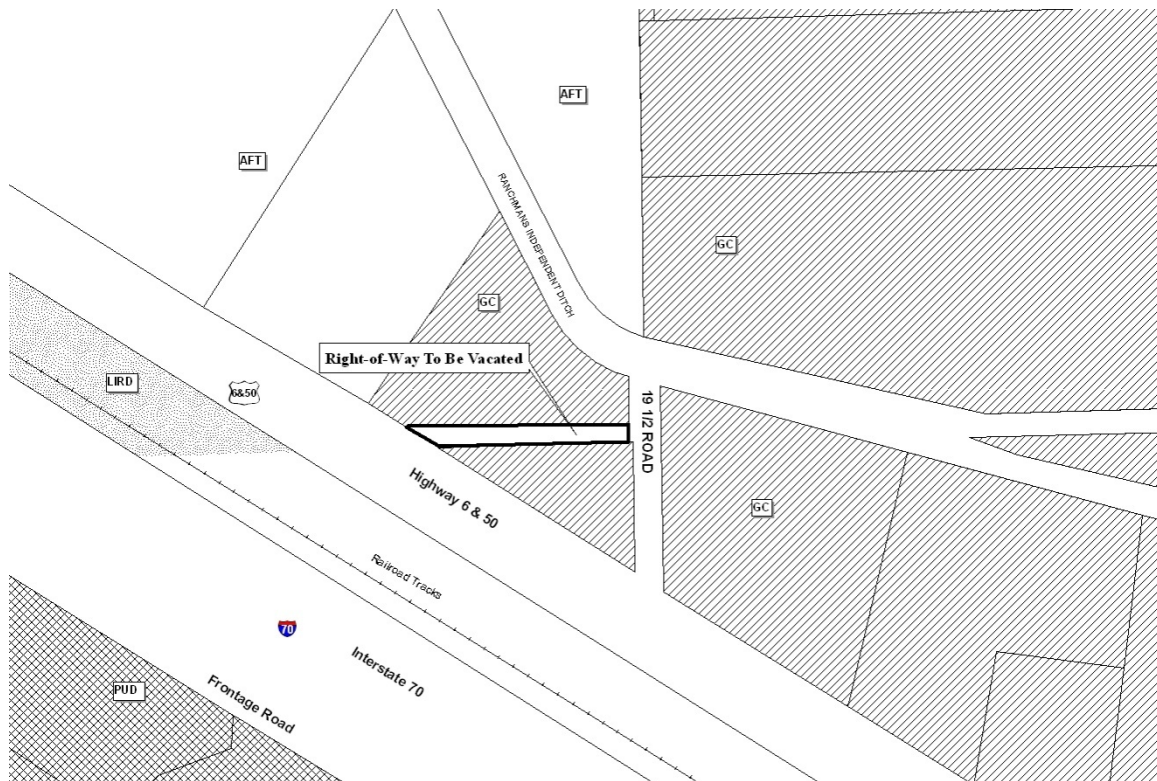 AFT
AFT
RANCHMANS INDEPENDENT DITCH
GC
GC
Right-of-Way To Be Vacated
LIRD
6&50
19 1/2 ROAD
Highway 6 & 50
GC
Railroad Tracks
70
Interstate 70
PUD
Frontage Road